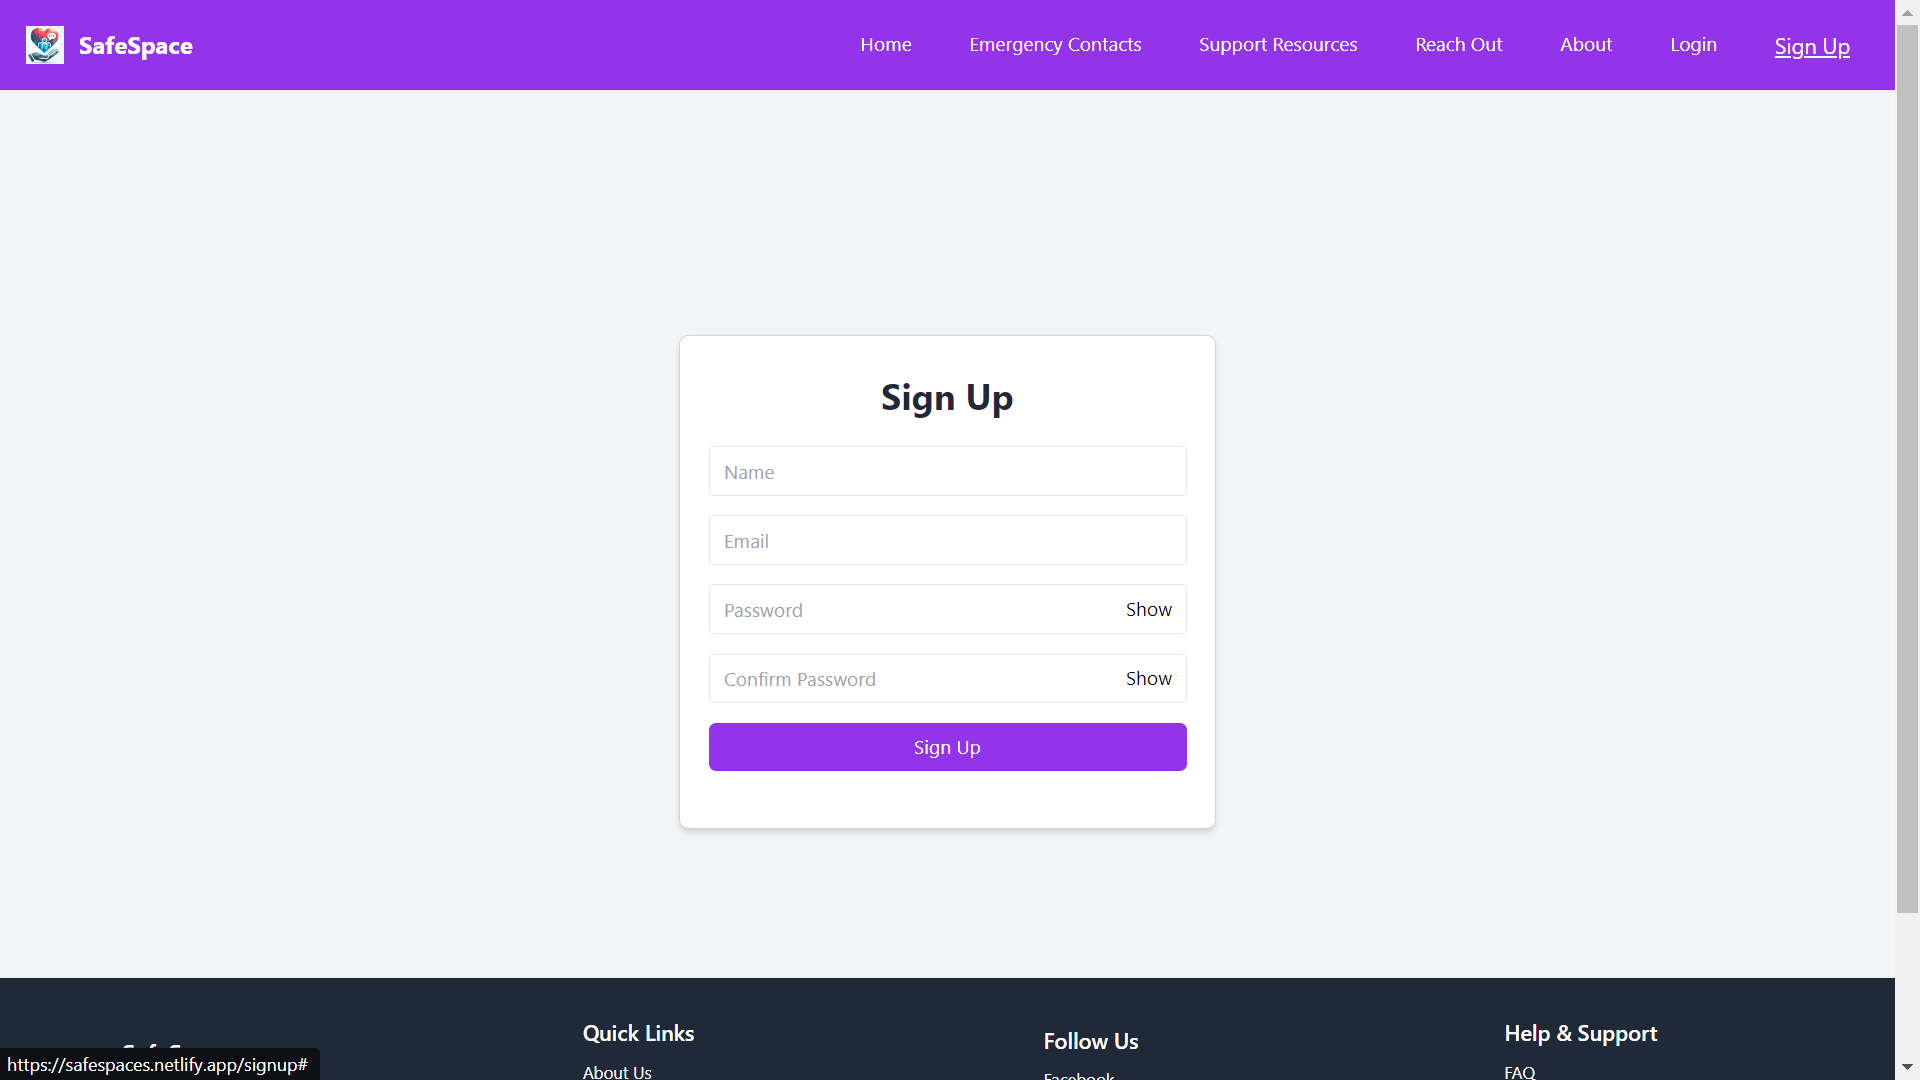 SafeSpace
Home Emergency Contacts Support Resources Reach Out About Login Sign Up
Sign Up
Name
Email
Password Show
Confirm Password Show
Sign Up
Quick Links
Follow Us
Help & Support
About Us
Facebook
FAQ
https://safespaces.netlify.app/signup#